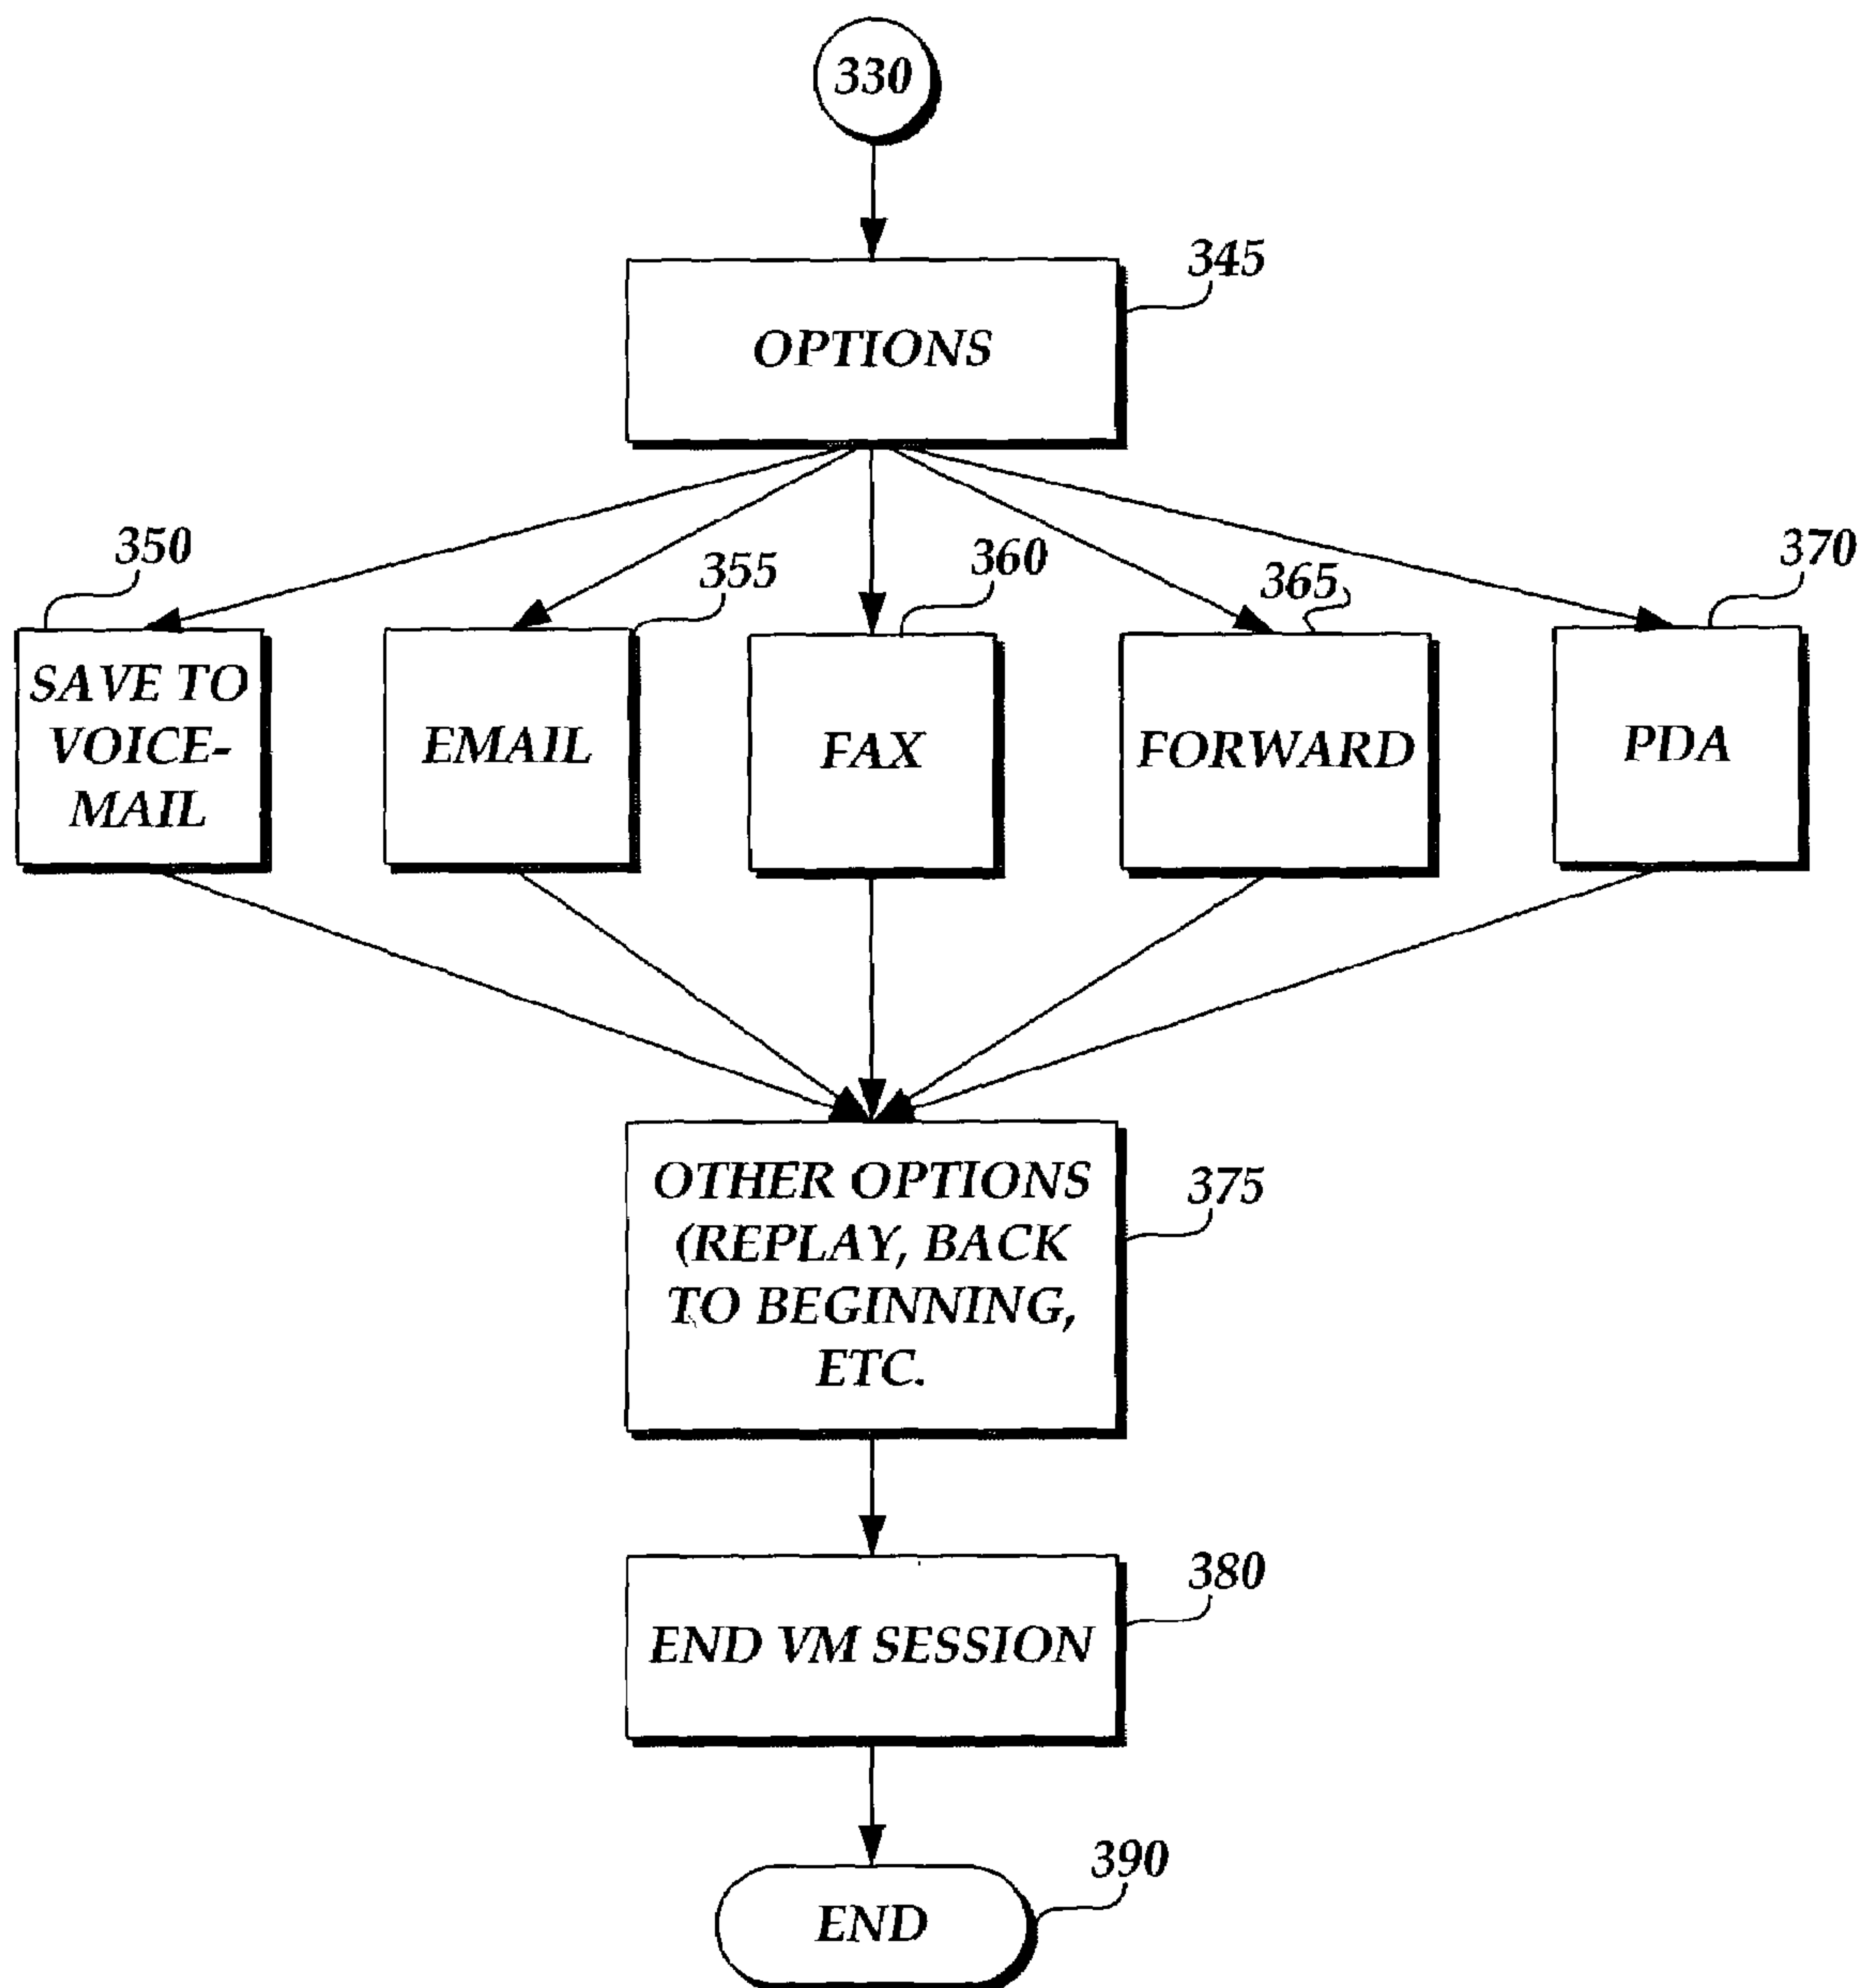 330
345
OPTIONS
350
355
360
365
370
SAVE TO
VOICE-
MAIL
EMAIL
FAX
FORWARD
PDA
OTHER OPTIONS
(REPLAY, BACK
TO BEGINNING,
ETC.
375
380
END VM SESSION
390
END